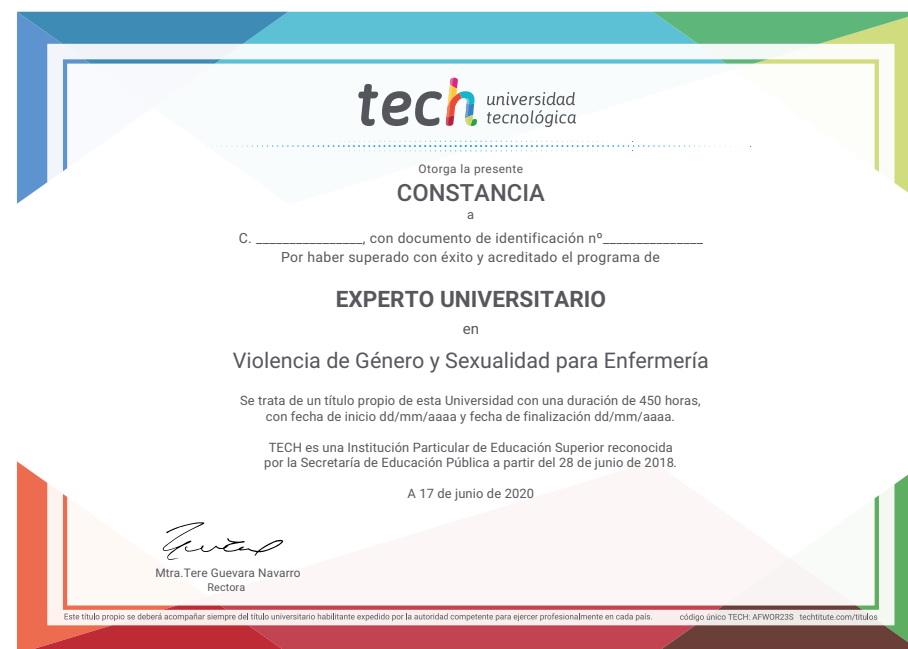 tech universidad
tecnológica
Otorga la presente
CONSTANCIA
a
C. ________________, con documento de identificación nº_______________
Por haber superado con éxito y acreditado el programa de
EXPERTO UNIVERSITARIO
en
Violencia de Género y Sexualidad para Enfermería
Se trata de un título propio de esta Universidad con una duración de 450 horas,
con fecha de inicio dd/mm/aaaa y fecha de finalización dd/mm/aaaa.
TECH es una Institución Particular de Educación Superior reconocida
por la Secretaría de Educación Pública a partir del 28 de junio de 2018.
A 17 de junio de 2020
Mtra.Tere Guevara Navarro
Rectora
Este título propio se deberá acompañar siempre del título universitario habilitante expedido por la autoridad competente para ejercer profesionalmente en cada país. código único TECH: AFWOR23S techtitute.com/titulos